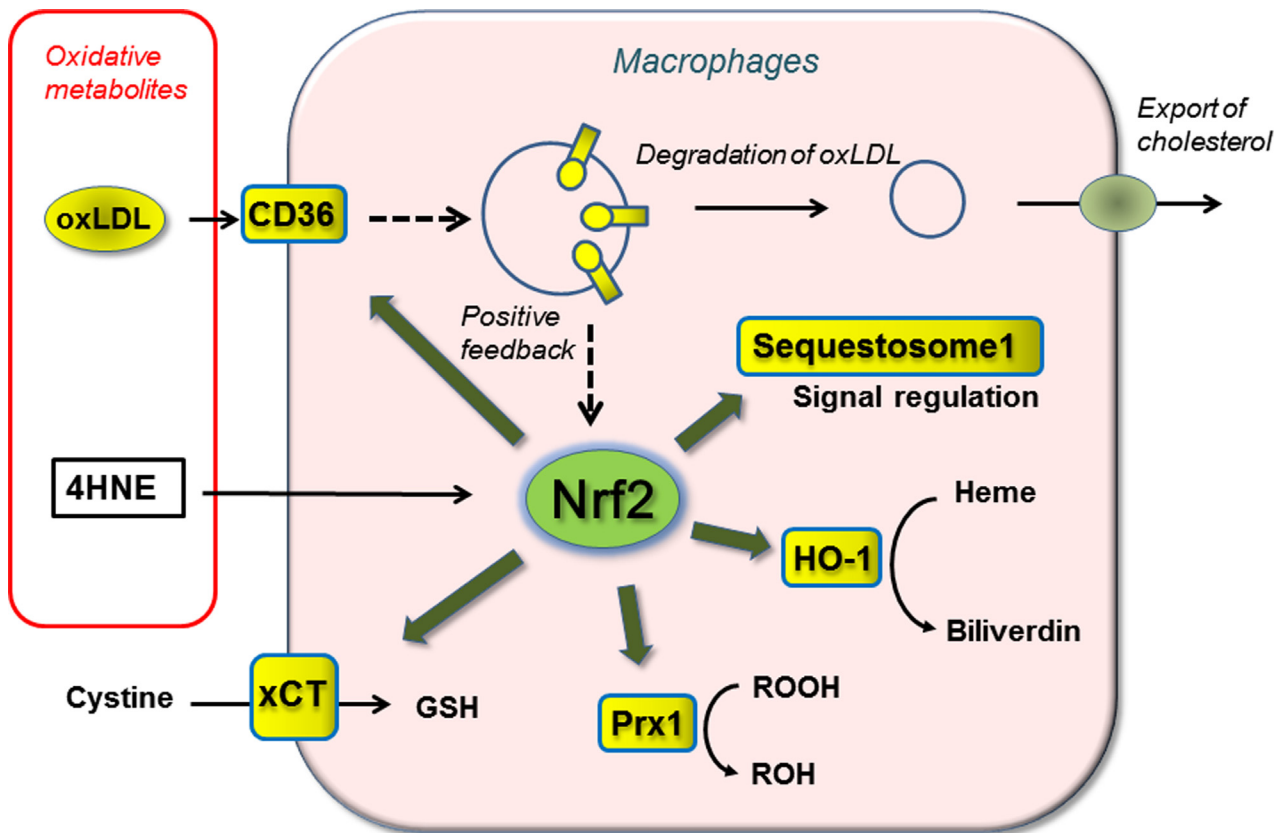 Oxidative
metabolites
Macrophages
Export of
cholesterol
Degradation of oxLDL
oxLDL
CD36
Positive
feedback
Sequestosome1
Signal regulation
4HNE
Nrf2
Heme
HO-1
Biliverdin
Cystine
xCT
GSH
Prx1
ROOH
ROH